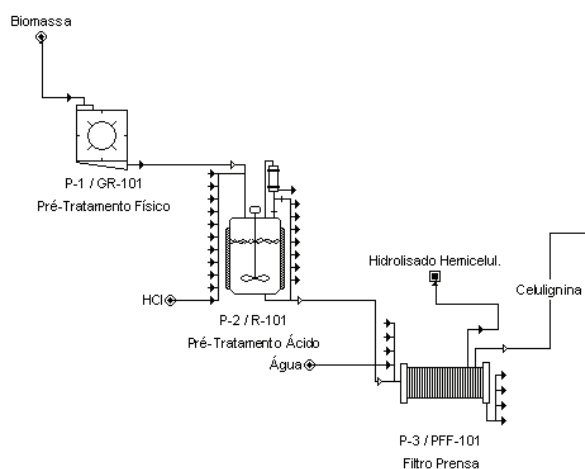 Biomassa
P-1 / GR-101
Pré-Tratamento Físico
HCl
P-2 / R-101
Pré-Tratamento Ácido
Água
Hidrolisado Hemicelul.
Celulignina
P-3 / PFF-101
Filtro Prensa